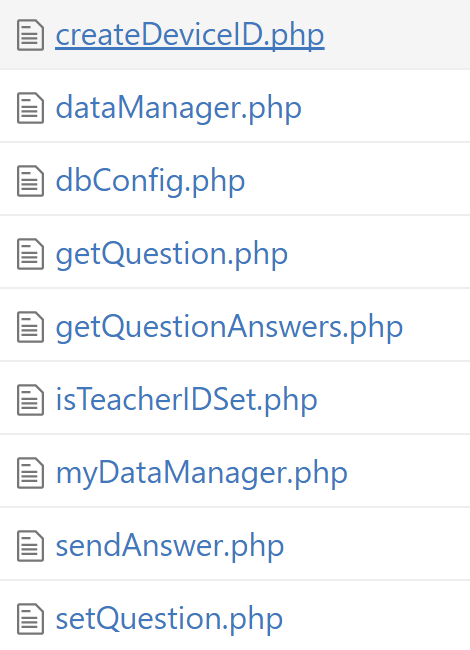 createDeviceID.php
dataManager.php
dbConfig.php
getQuestion.php
getQuestionAnswers.php
isTeacherIDSet.php
myDataManager.php
sendAnswer.php
setQuestion.php